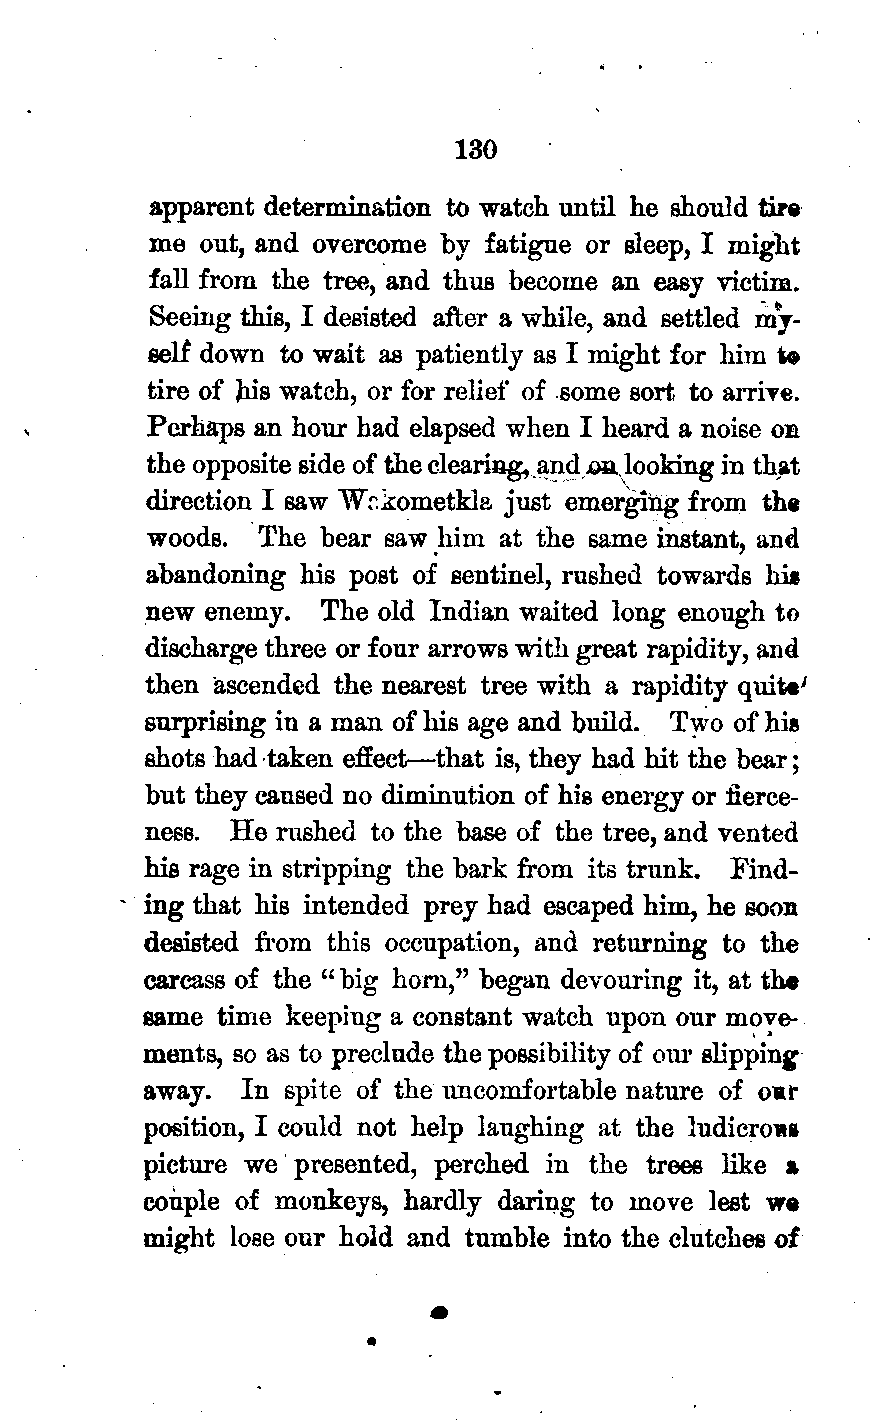 130
apparent determination to watch until he should tire
me out, and overcome by fatigue or sleep, I might
fall from the tree, and thus become an easy victim.
Seeing this, I desisted after a while, and settled my-
self down to wait as patiently as I might for him to
tire of his watch, or for relief of some sort to arrive.
Perhaps an hour had elapsed when I heard a noise on
the opposite side of the clearing, and on looking in that
direction I saw Wakometkla just emerging from the
woods. The bear saw him at the same instant, and
abandoning his post of sentinel, rushed towards his
new enemy. The old Indian waited long enough to
discharge three or four arrows with great rapidity, and
then ascended the nearest tree with a rapidity quite
surprising in a man of his age and build. Two of his
shots had taken effect—that is, they had hit the bear;
but they caused no diminution of his energy or fierce-
ness. He rushed to the base of the tree, and vented
his rage in stripping the bark from its trunk. Find-
ing that his intended prey had escaped him, he soon
desisted from this occupation, and returning to the
carcass of the “big horn,” began devouring it, at the
same time keeping a constant watch upon our move-
ments, so as to preclude the possibility of our slipping
away. In spite of the uncomfortable nature of our
position, I could not help laughing at the ludicrous
picture we presented, perched in the trees like a
couple of monkeys, hardly daring to move lest we
might lose our hold and tumble into the clutches of